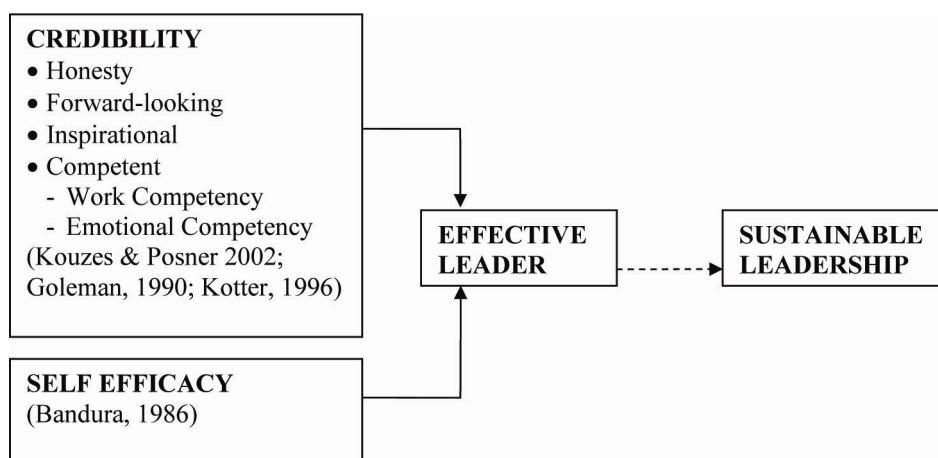 CREDIBILITY
• Honesty
• Forward-looking
• Inspirational
• Competent
- Work Competency
- Emotional Competency
(Kouzes & Posner 2002;
Goleman, 1990; Kotter, 1996)
EFFECTIVE
LEADER
SUSTAINABLE
LEADERSHIP
SELF EFFICACY
(Bandura, 1986)